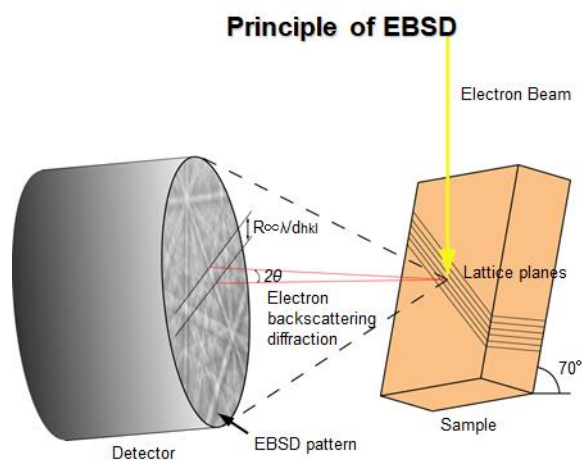 Principle of EBSD
Electron Beam
R∝λ/dhkl
2θ
Lattice planes
Electron
backscattering
diffraction
70°
EBSD pattern
Sample
Detector